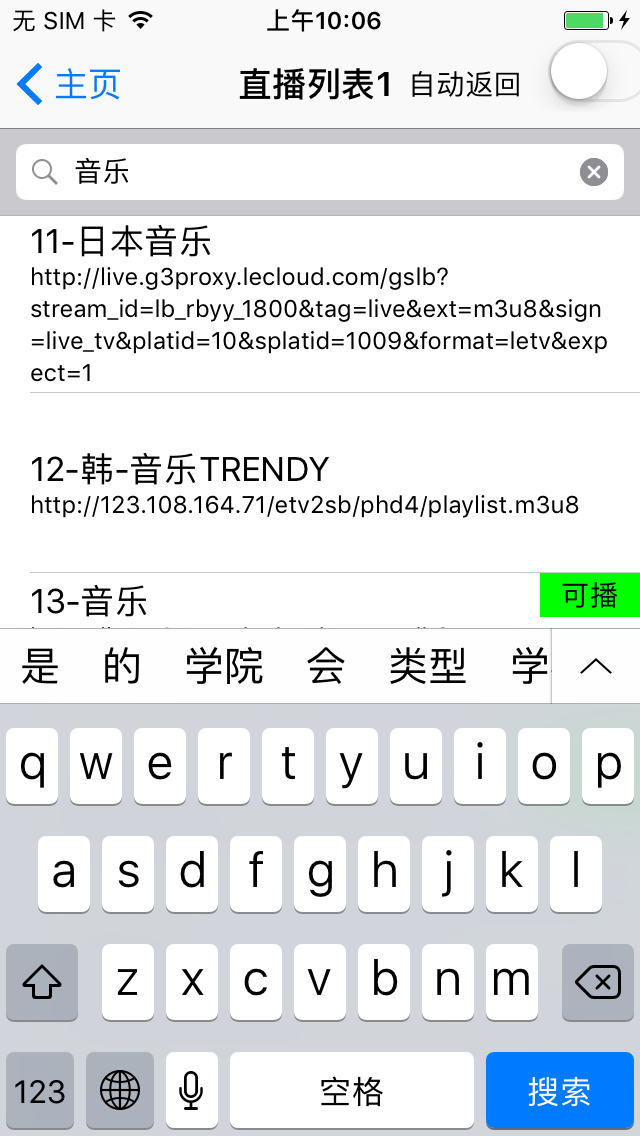 无 SIM 卡 上午10:06
主页 直播列表1 自动返回
音乐
11-日本音乐
http://live.g3proxy.lecloud.com/gslb?
stream_id=lb_rbyy_1800&tag=live&ext=m3u8&sign
=live_tv&platid=10&splatid=1009&format=letv&exp
ect=1
12-韩-音乐TRENDY
http://123.108.164.71/etv2sb/phd4/playlist.m3u8
13-音乐 可播
是 的 学院 会 类型 学
q w e r t y u i o p
a s d f g h j k l
z x c v b n m
123 空格 搜索